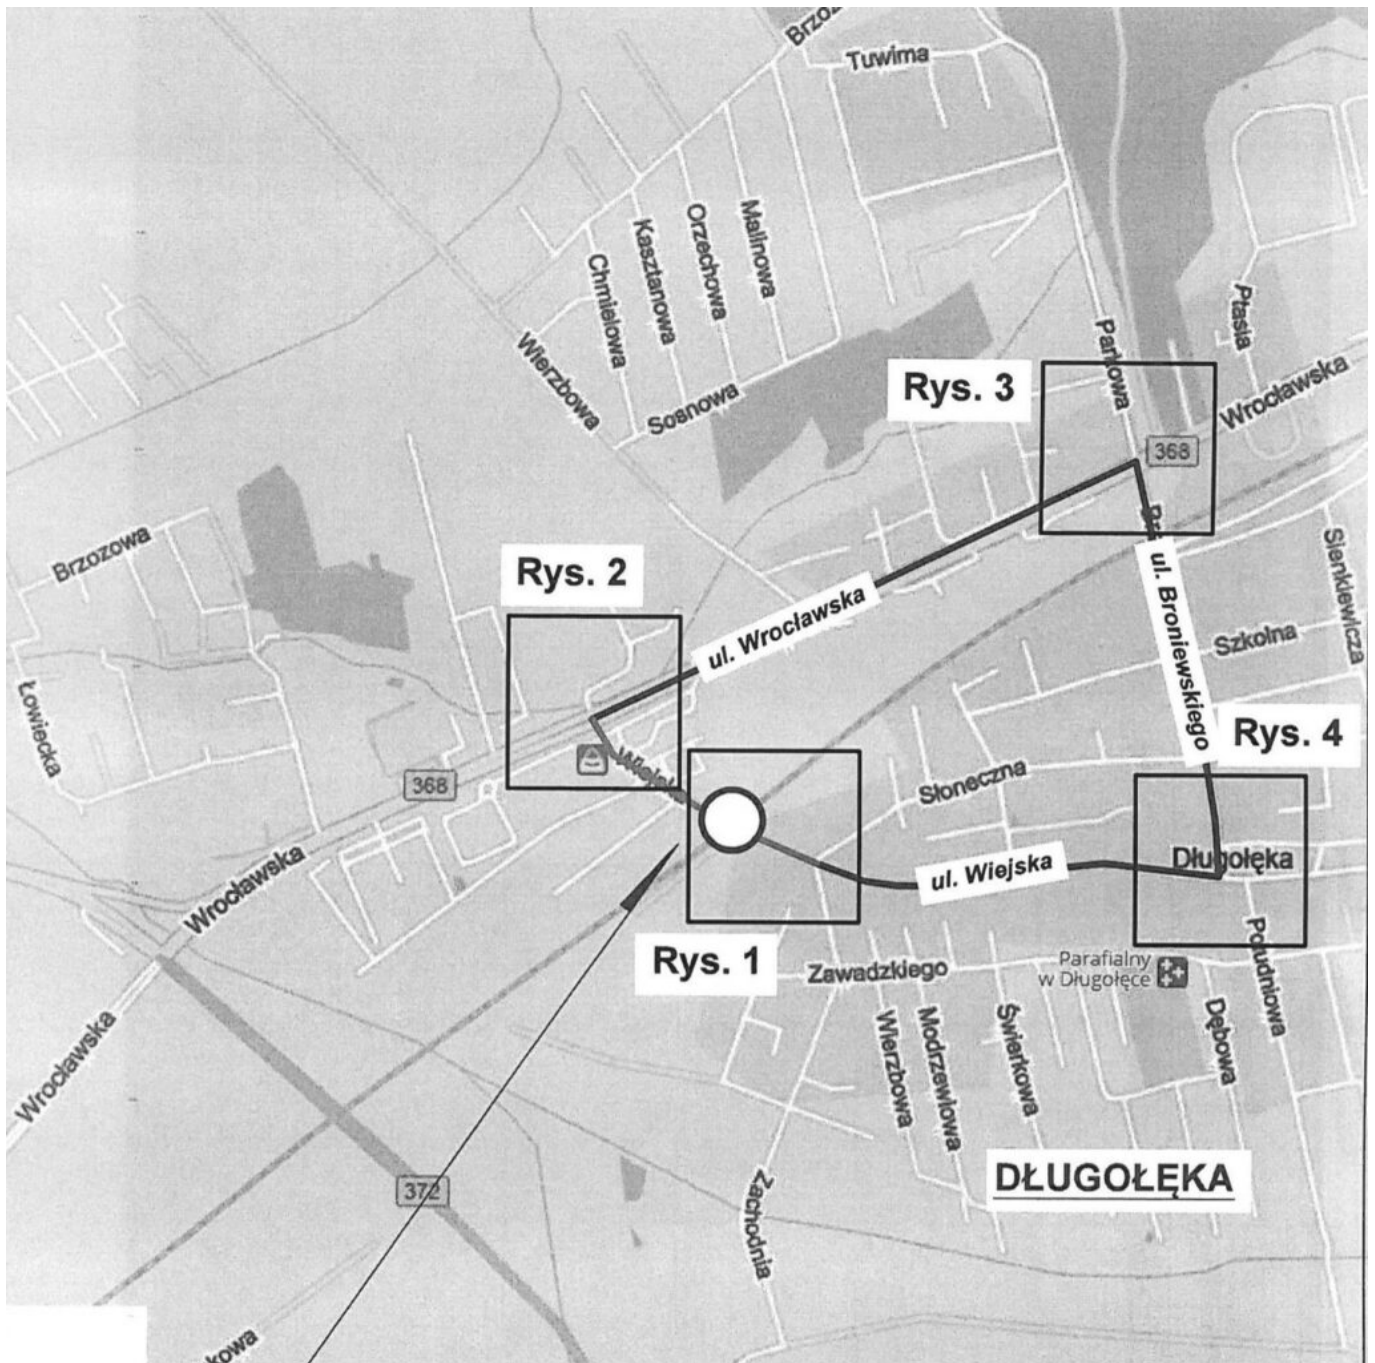 Brzoz
Tuwima
Malinowa
Orzechowa
Kasztanowa
Chmielowa
Ptasia
Wierzbowa
Sosnowa
Parkowa
Rys. 3
Wrocławska
368
Brzozowa
Rys. 2
ul. Wrocławska
ul. Broniewskiego
Sienkiewicza
Szkolna
Łowiecka
Rys. 4
368
Słoneczna
Wrocławska
ul. Wiejska
Długołęka
Rys. 1
Zawadzkiego
Parafialny
w Długołęce
Południowa
Wrocławska
Wierzbowa
Modrzewiowa
Świerkowa
Dębowa
DŁUGOŁĘKA
372
Zachodnia
kowa